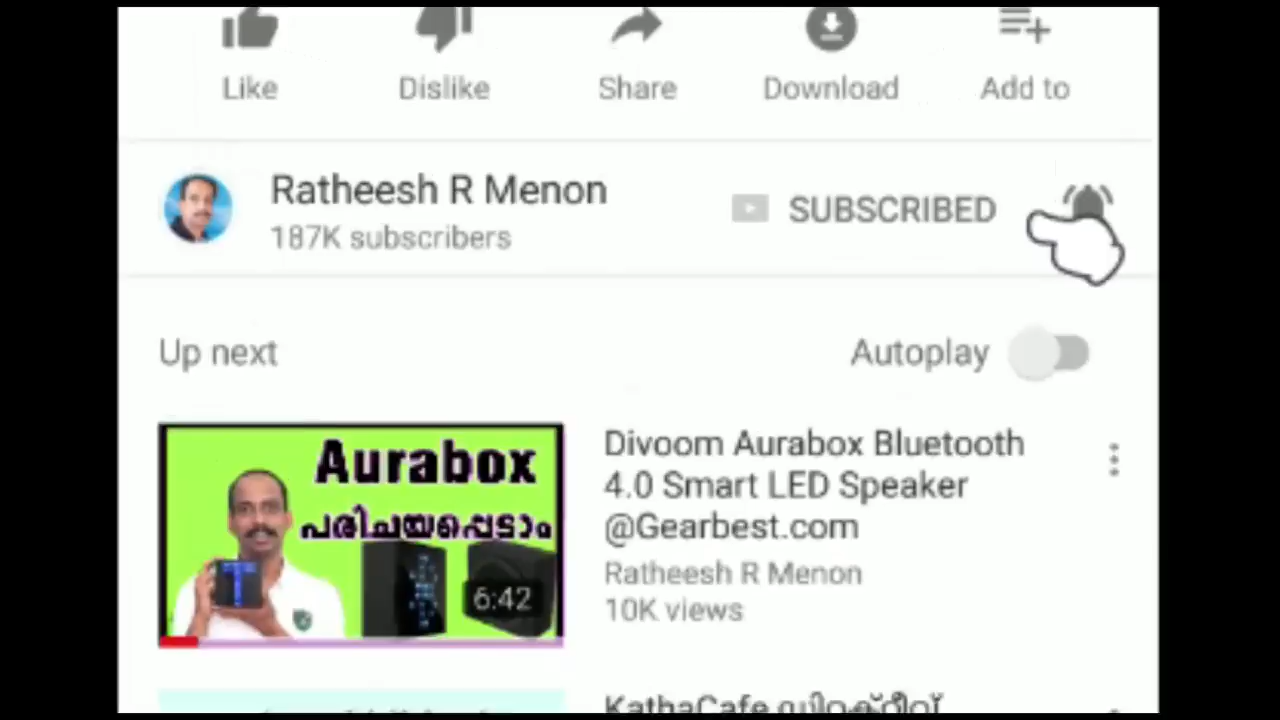 Like Dislike Share Download Add to
Ratheesh R Menon
187K subscribers
SUBSCRIBED
Up next
Autoplay
Aurabox
പരിചയപ്പെടാം
T
6:42
Divoom Aurabox Bluetooth
4.0 Smart LED Speaker
@Gearbest.com
Ratheesh R Menon
10K views
KathaCafe